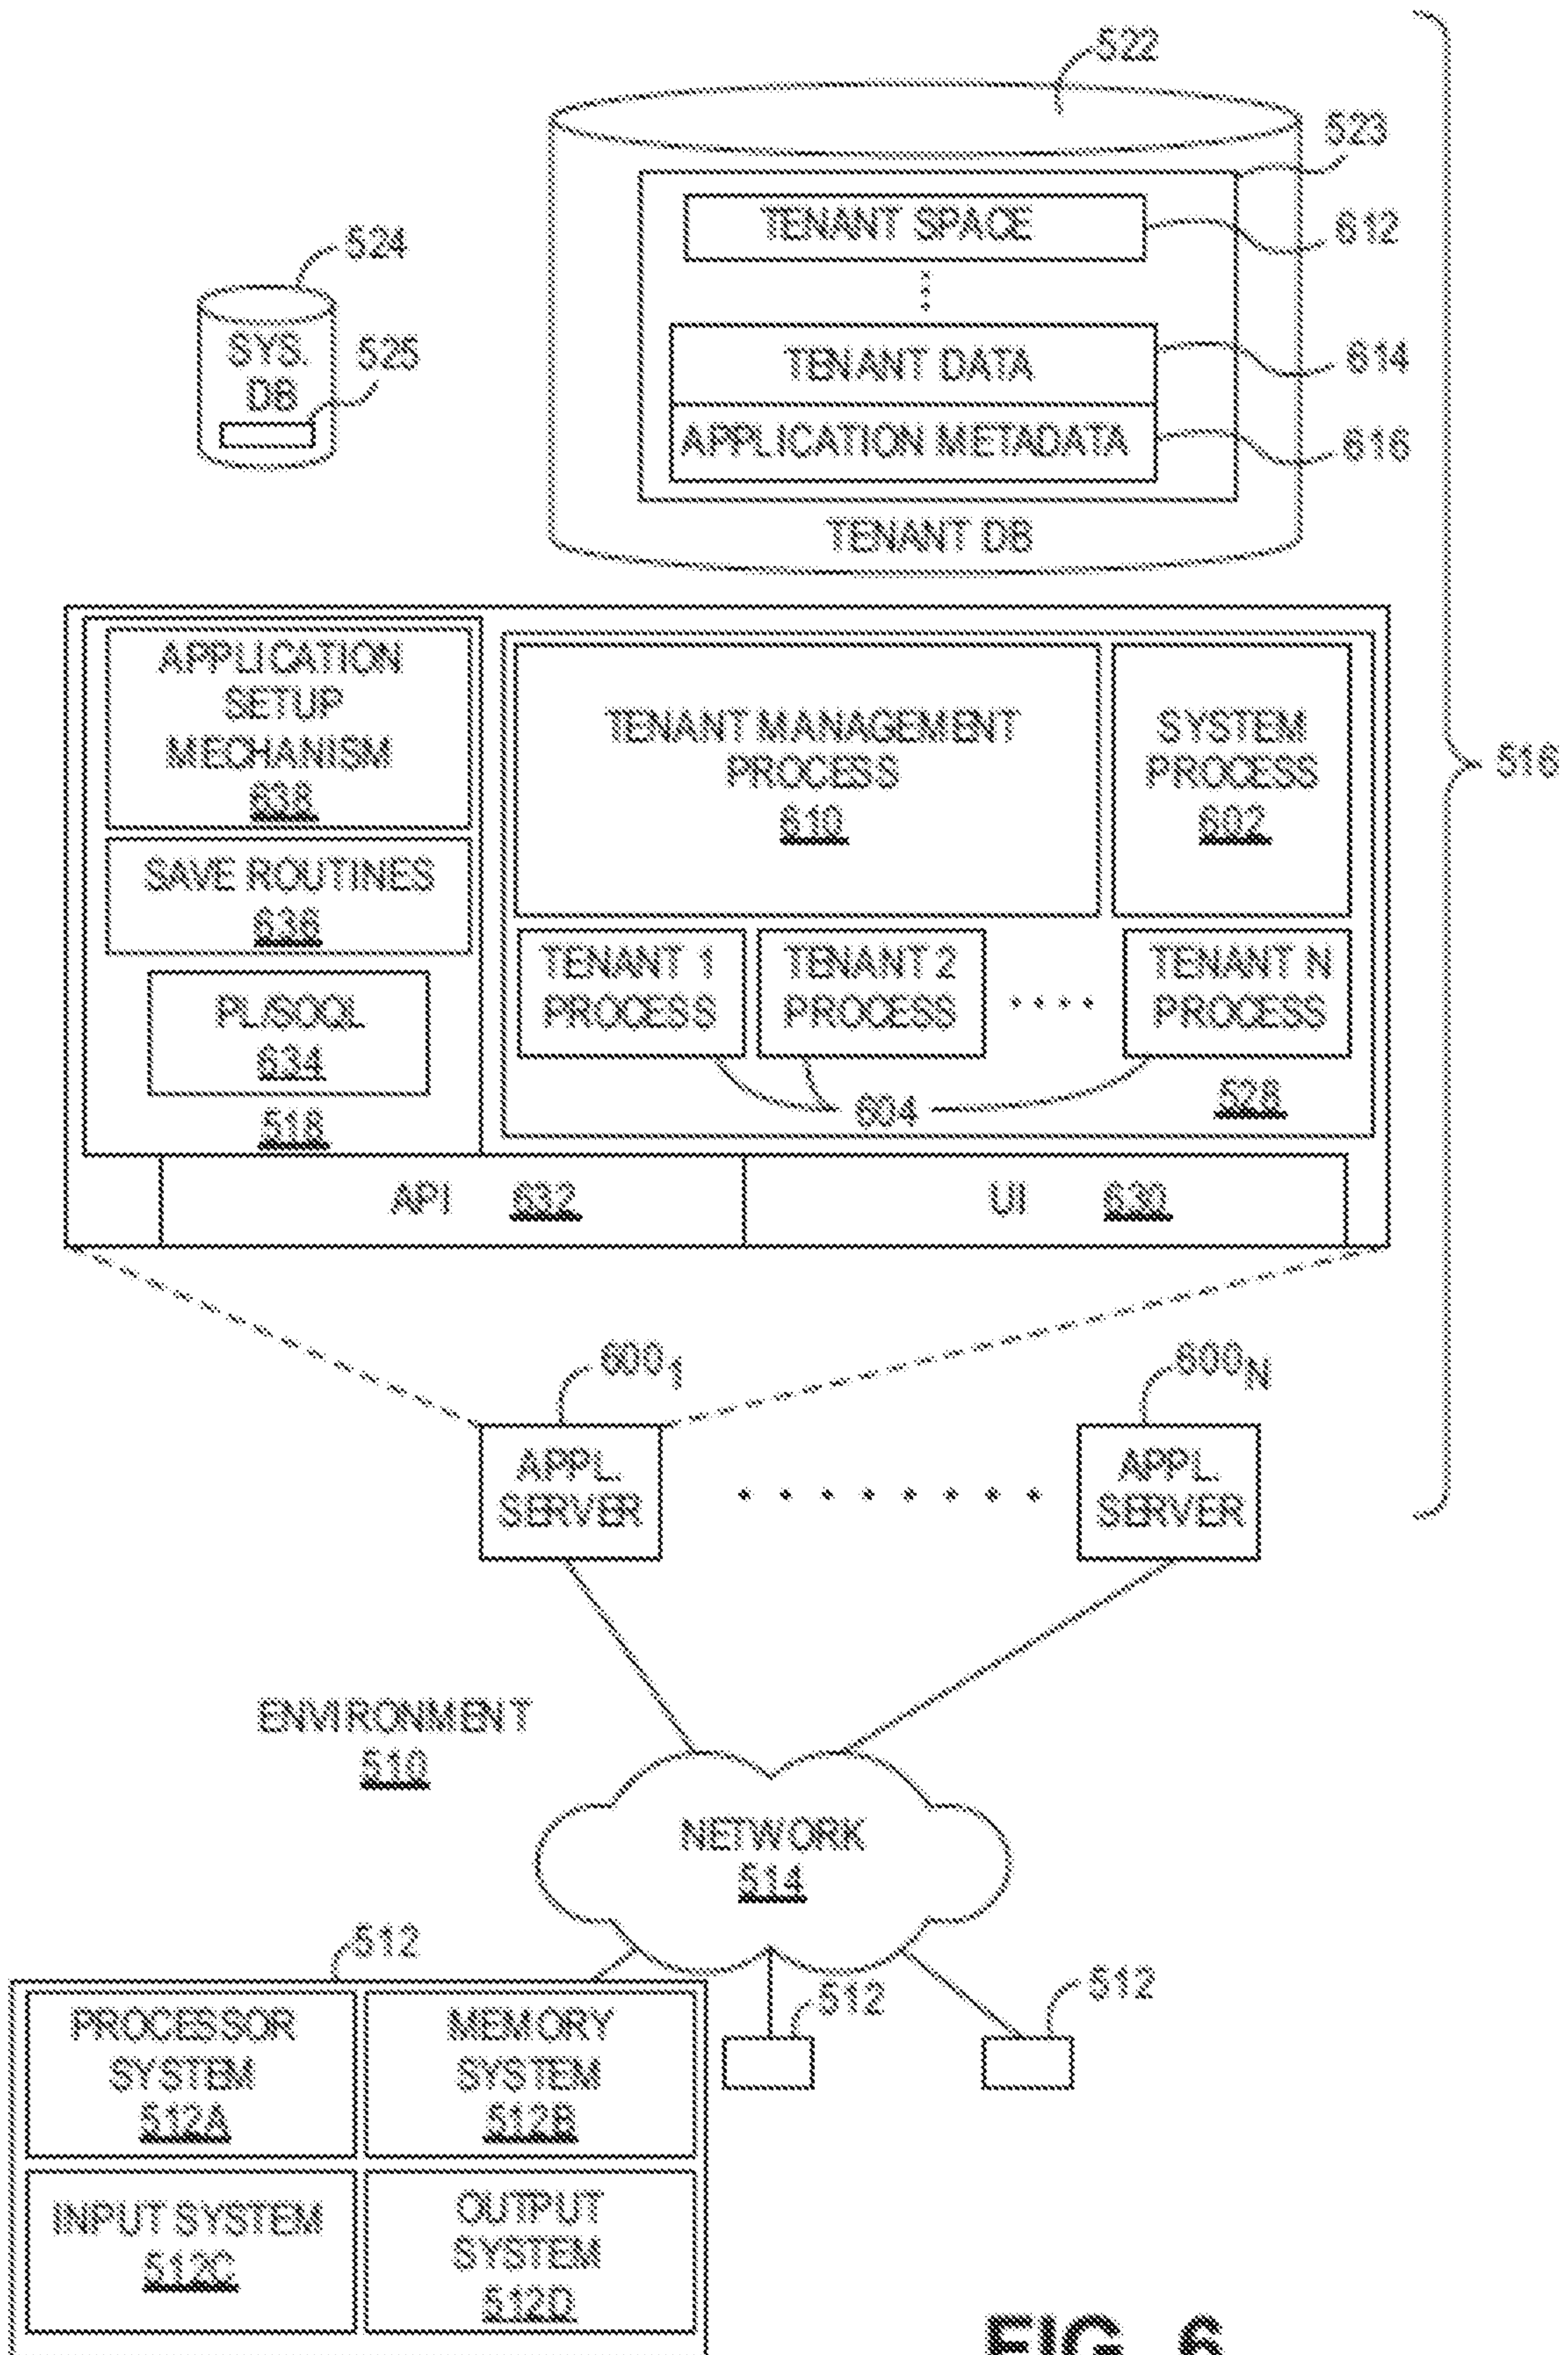 522
523
TENANT SPACE
612
524
SYS.
DB
525
TENANT DATA
614
APPLICATION METADATA
616
TENANT DB
APPLICATION
SETUP
MECHANISM
638
TENANT MANAGEMENT
PROCESS
610
SYSTEM
PROCESS
602
516
SAVE ROUTINES
636
PL/SOQL
634
518
TENANT 1
PROCESS
TENANT 2
PROCESS
TENANT N
PROCESS
604
528
API 632
UI 630
600₁
600N
APPL.
SERVER
APPL.
SERVER
ENVIRONMENT
510
NETWORK
514
512
512
512
PROCESSOR
SYSTEM
512A
MEMORY
SYSTEM
512B
INPUT SYSTEM
512C
OUTPUT
SYSTEM
512D
FIG. 6